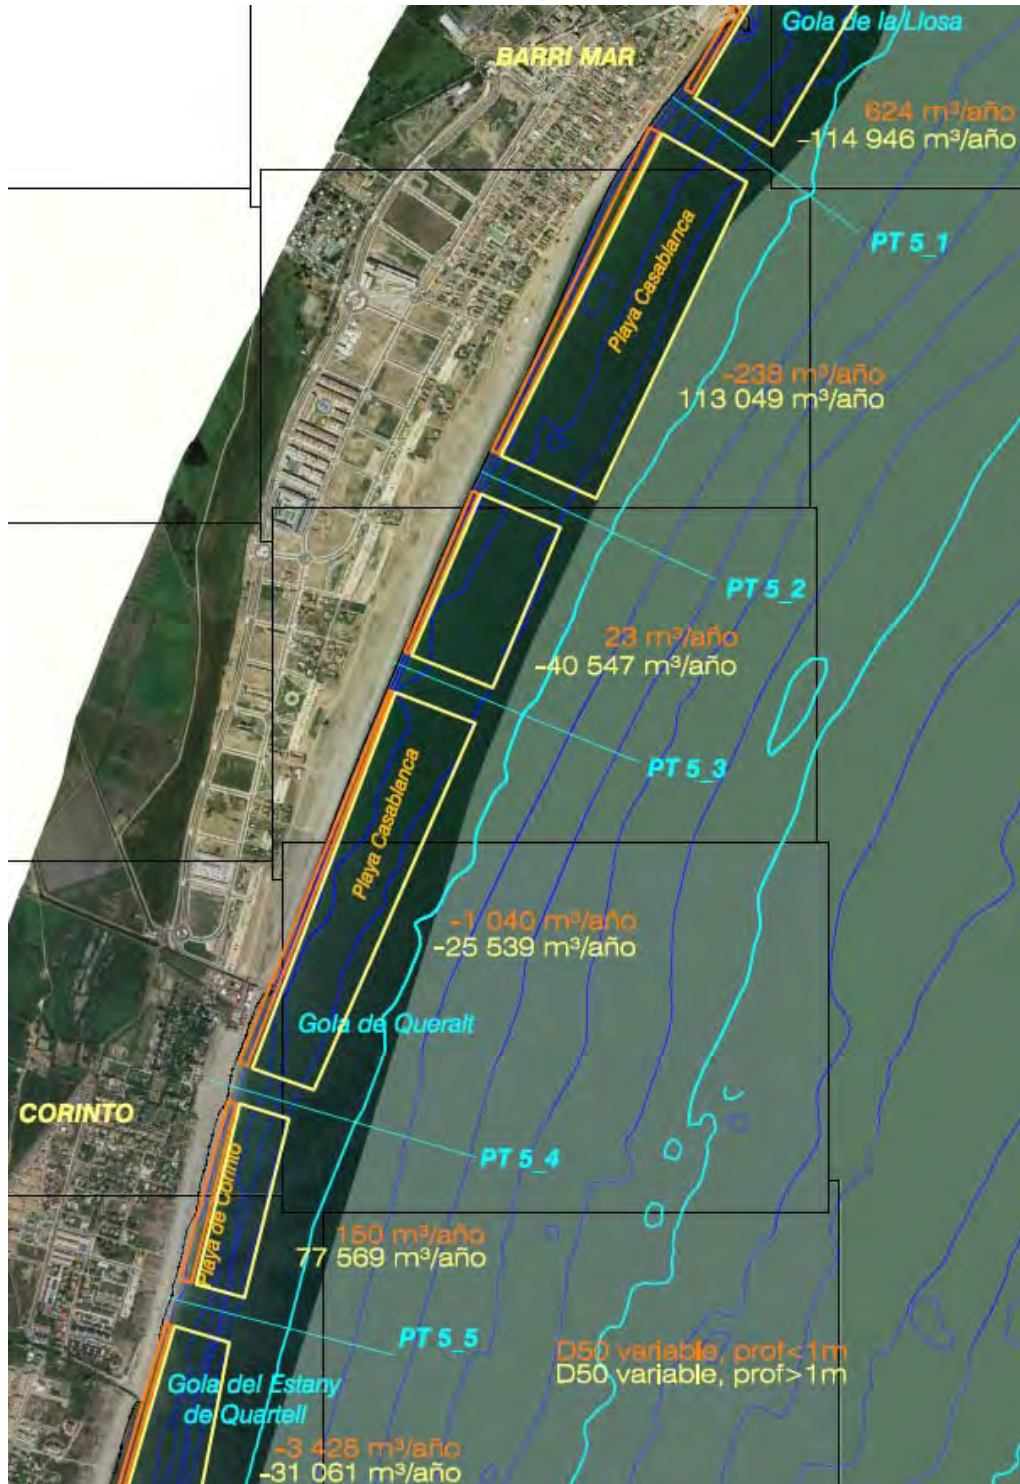 Gola de la Llosa
BARRI MAR
624 m³/año
-114 946 m³/año
PT 5_1
Playa Casablanca
-238 m³/año
113 049 m³/año
PT 5_2
23 m³/año
-40 547 m³/año
PT 5_3
Playa Casablanca
-1 040 m³/año
-25 539 m³/año
Gola de Queralt
CORINTO
PT 5_4
Playa de Corinto
150 m³/año
77 569 m³/año
PT 5_5
D50 variable, prof<1m
D50 variable, prof>1m
Gola del Estany
de Quartell
-3 428 m³/año
-31 061 m³/año